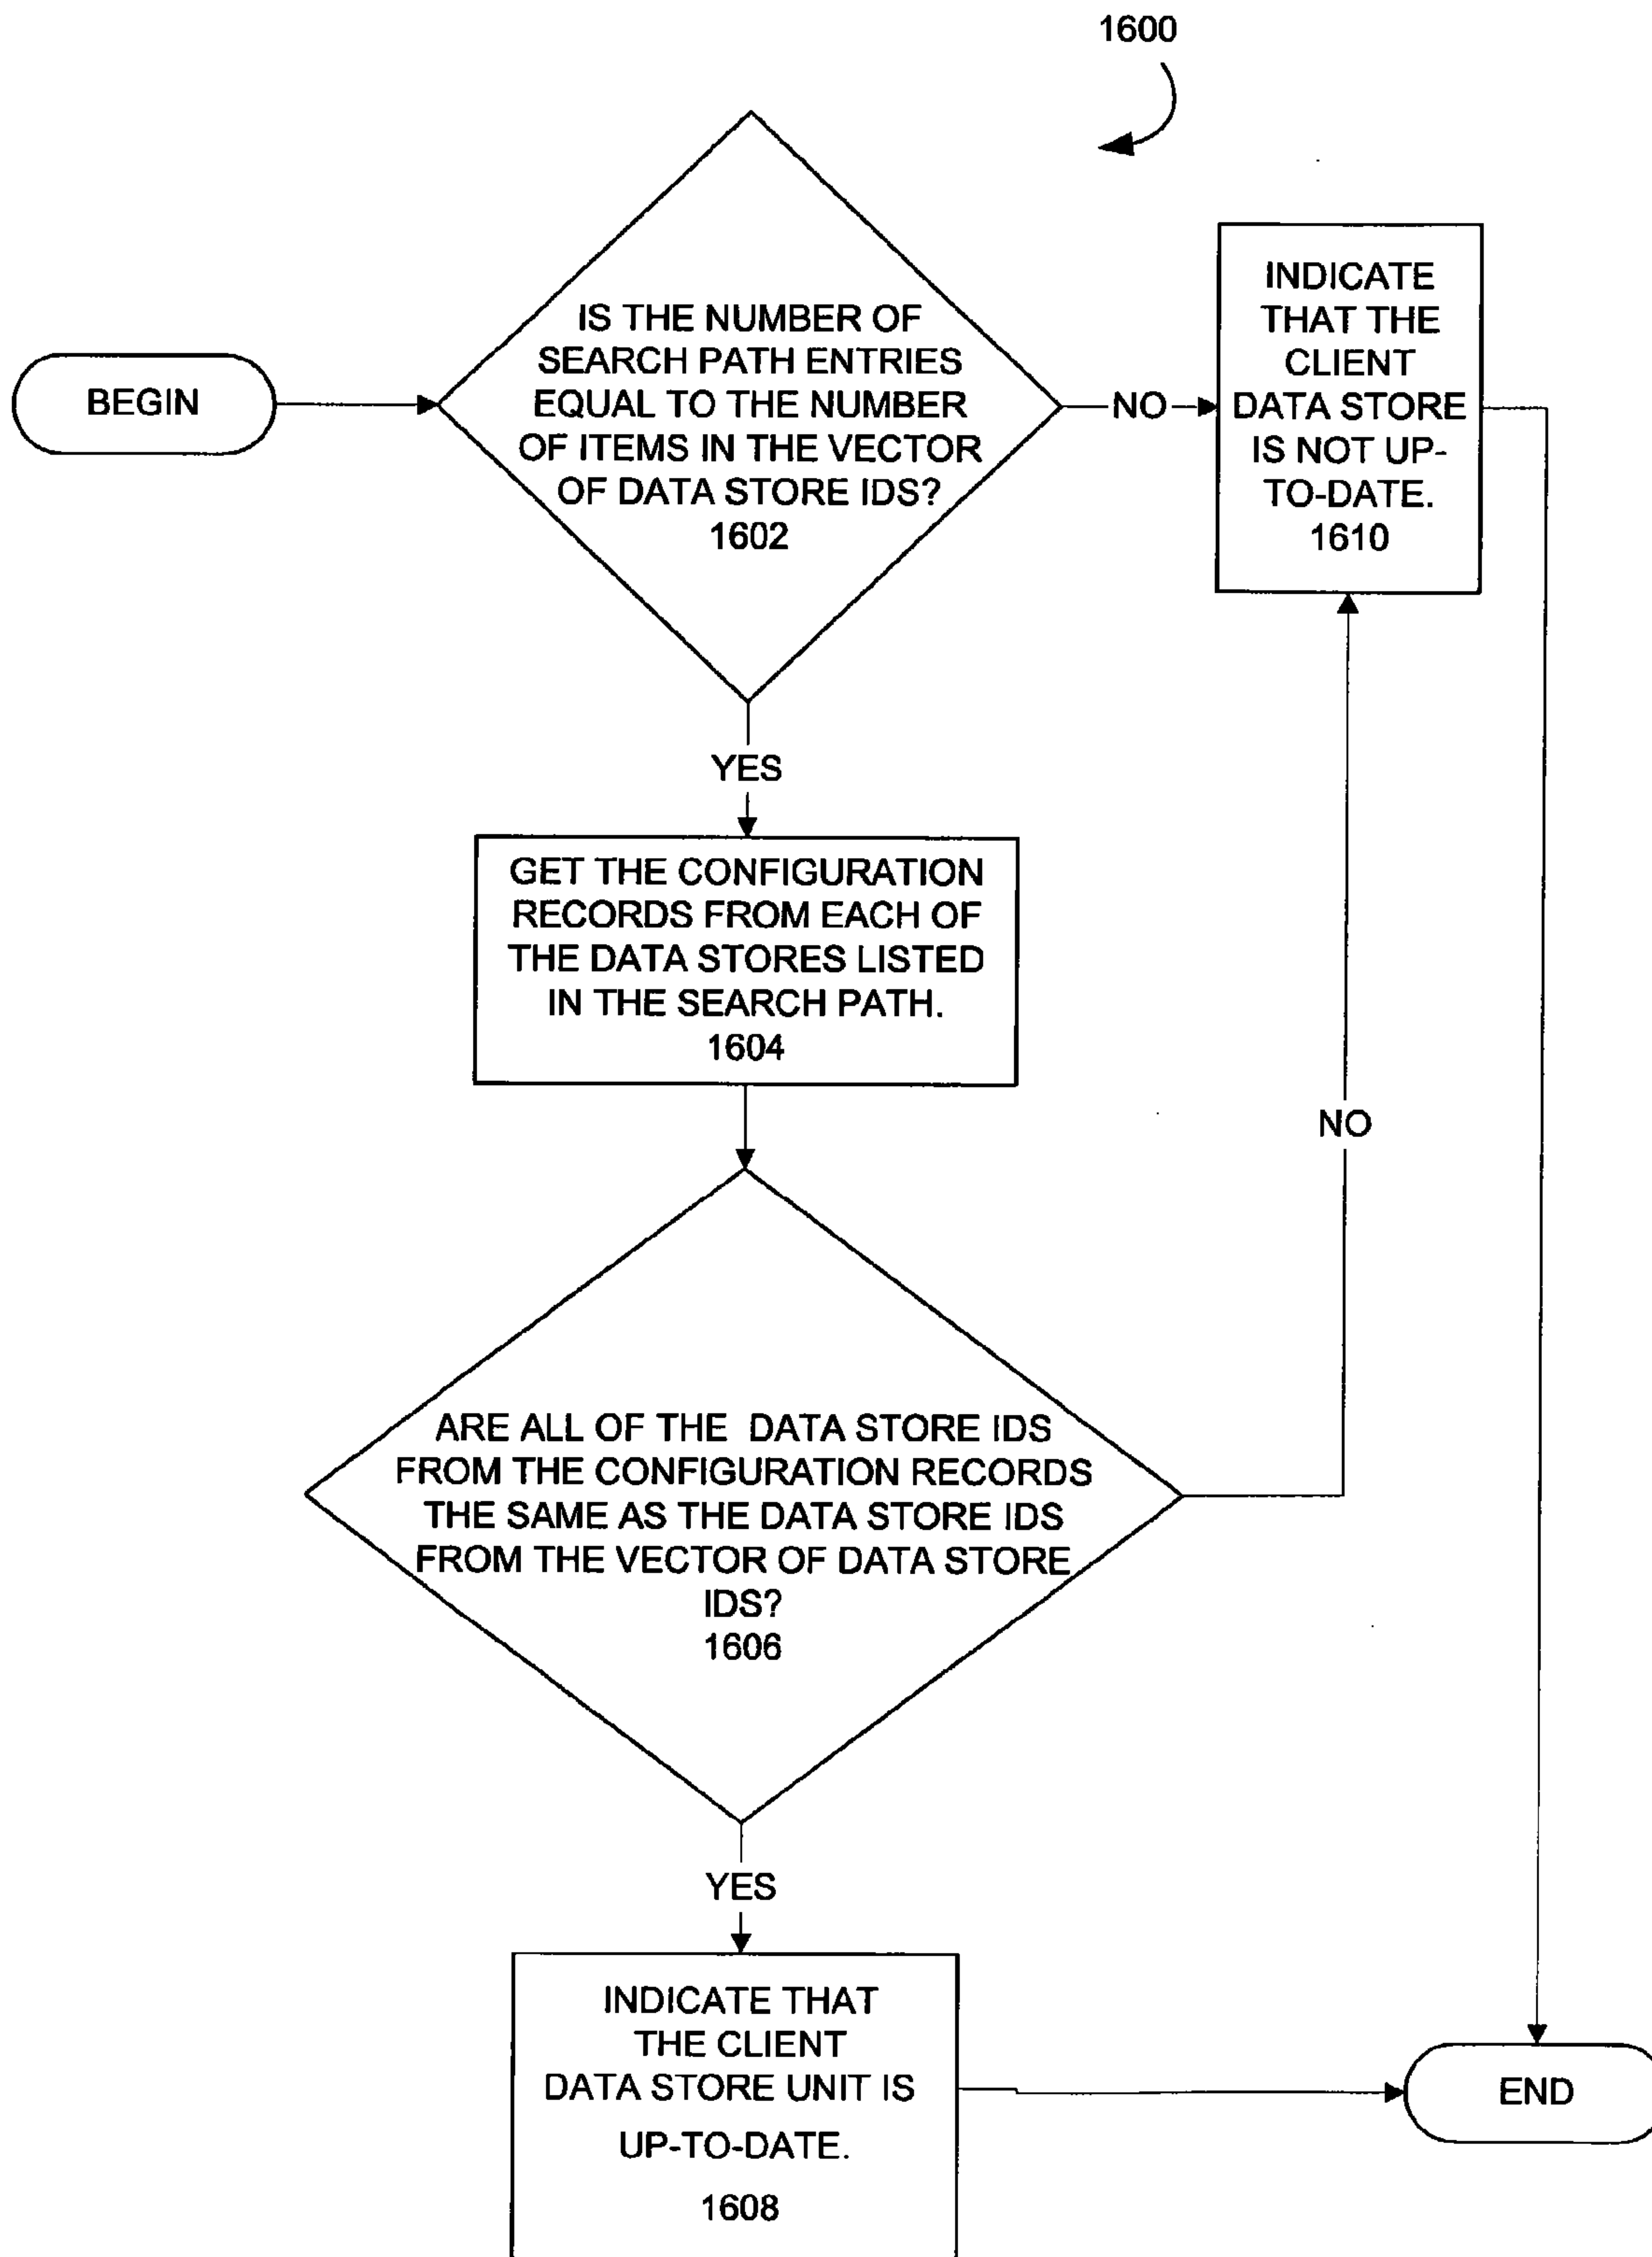 1600
BEGIN
IS THE NUMBER OF
SEARCH PATH ENTRIES
EQUAL TO THE NUMBER
OF ITEMS IN THE VECTOR
OF DATA STORE IDS?
1602
NO
INDICATE
THAT THE
CLIENT
DATA STORE
IS NOT UP-
TO-DATE.
1610
YES
GET THE CONFIGURATION
RECORDS FROM EACH OF
THE DATA STORES LISTED
IN THE SEARCH PATH.
1604
NO
ARE ALL OF THE DATA STORE IDS
FROM THE CONFIGURATION RECORDS
THE SAME AS THE DATA STORE IDS
FROM THE VECTOR OF DATA STORE
IDS?
1606
YES
INDICATE THAT
THE CLIENT
DATA STORE UNIT IS
UP-TO-DATE.
1608
END